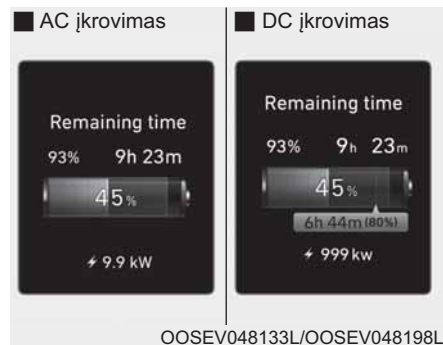 ■ AC įkrovimas
Remaining time
93% 9h 23m
45%
9.9 kW
■ DC įkrovimas
Remaining time
93% 9h 23m
45%
6h 44m (80%)
999 kw
OOSEV048133L/OOSEV048198L